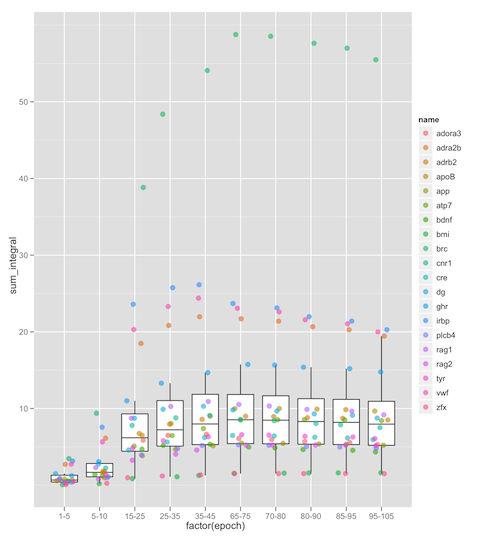 50
30
20
10
sum_integral
1-5 5-10 15-25 25-35 35-45 65-75 70-80 80-90 85-95 95-105
factor(epoch)
name
adora3
adra2b
adrb2
apoB
app
atp7
bdnf
bmi
brc
cnr1
cre
dg
ghr
irbp
plcb4
rag1
rag2
tyr
vwf
zfx